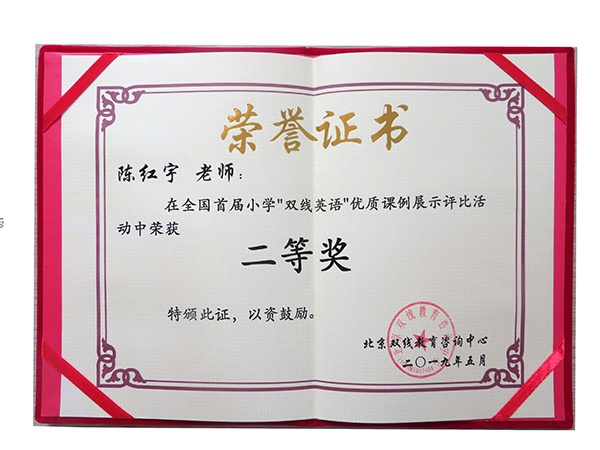 荣誉证书
陈红宇 老师：
在全国首届小学"双线英语"优质课例展示评比活
动中荣获
二等奖
特颁此证，以资鼓励。
北京双线教育咨询中心
二〇一九年五月